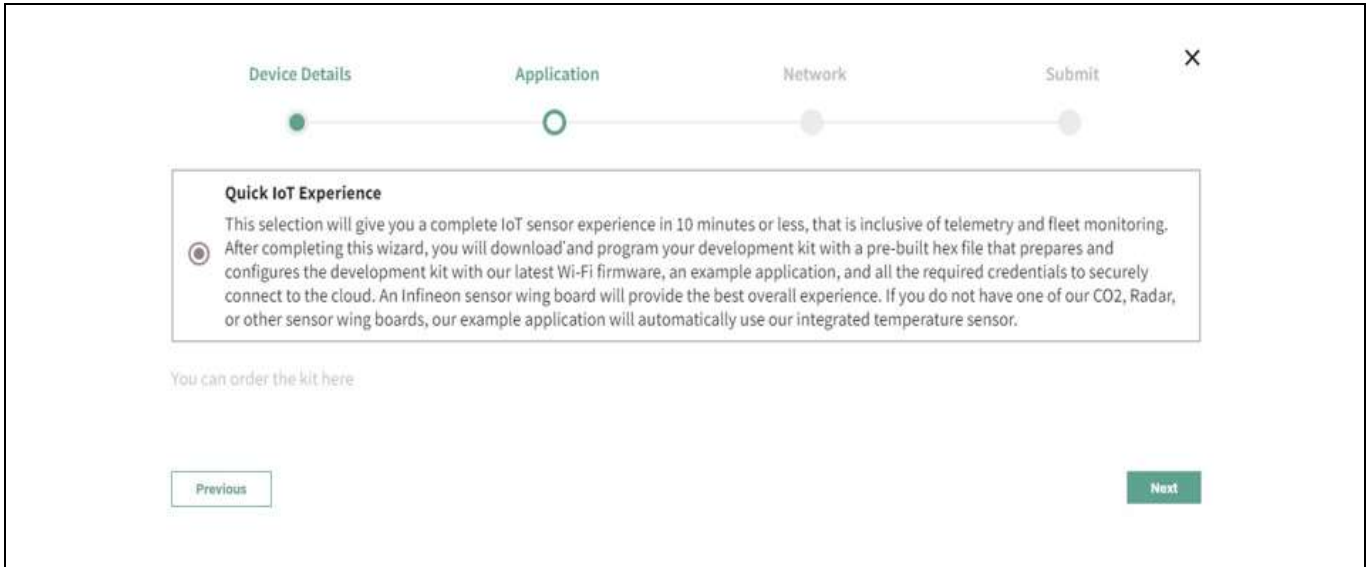 Device Details Application Network Submit X
Quick IoT Experience
This selection will give you a complete IoT sensor experience in 10 minutes or less, that is inclusive of telemetry and fleet monitoring.
After completing this wizard, you will download and program your development kit with a pre-built hex file that prepares and
configures the development kit with our latest Wi-Fi firmware, an example application, and all the required credentials to securely
connect to the cloud. An Infineon sensor wing board will provide the best overall experience. If you do not have one of our CO2, Radar,
or other sensor wing boards, our example application will automatically use our integrated temperature sensor.
You can order the kit here
Previous Next